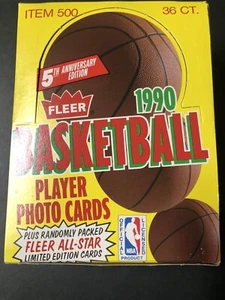 ITEM 500
36 CT.
5TH ANNIVERSARY
EDITION
FLEER
1990
BASKETBALL
PLAYER
PHOTO CARDS
PLUS RANDOMLY PACKED
FLEER ALL-STAR
LIMITED EDITION CARDS
OFFICIAL
LICENSED
NBA
PRODUCT